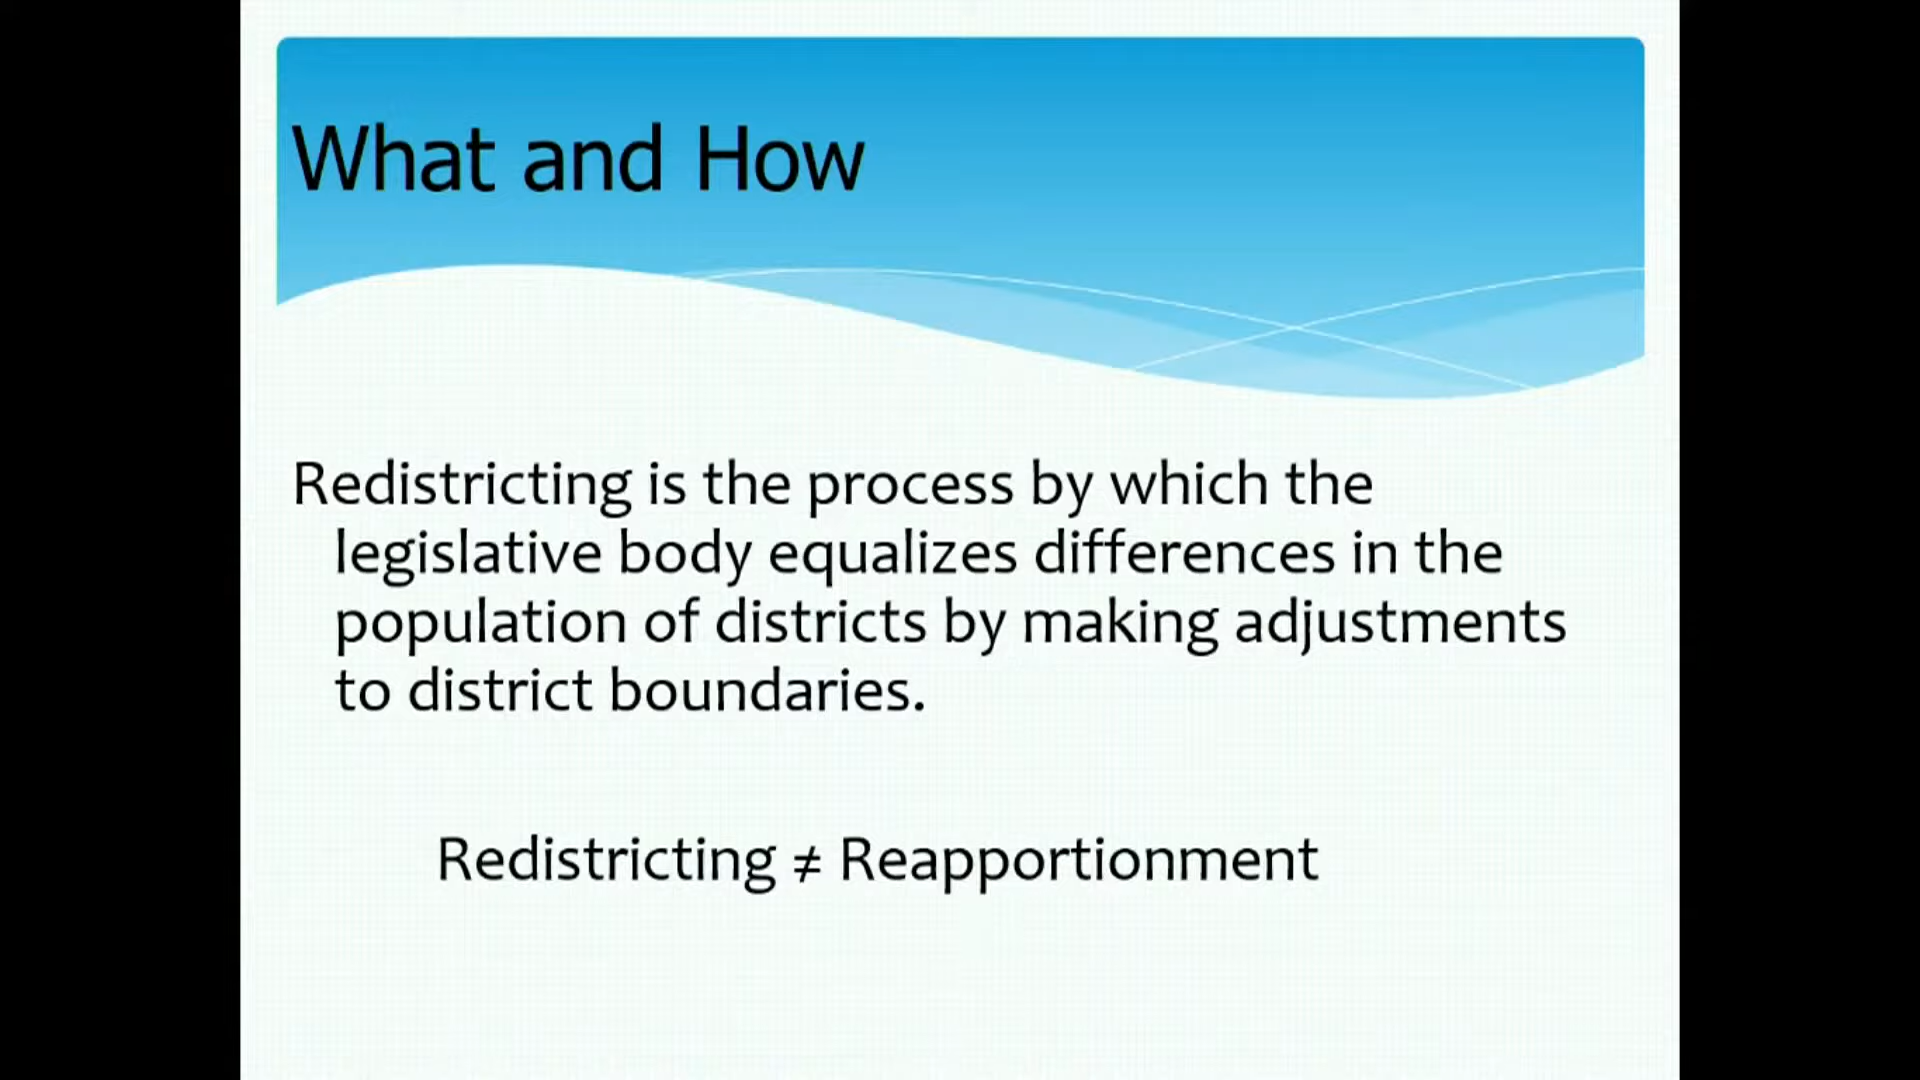 What and How
Redistricting is the process by which the
legislative body equalizes differences in the
population of districts by making adjustments
to district boundaries.
Redistricting ≠ Reapportionment